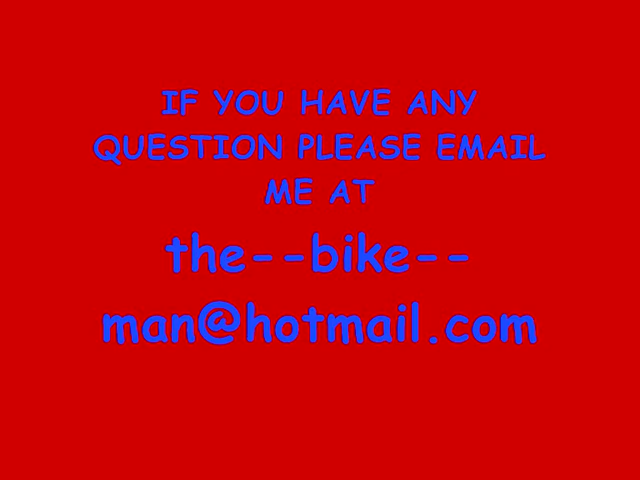 IF YOU HAVE ANY
QUESTION PLEASE EMAIL
ME AT
the--bike--
man@hotmail.com